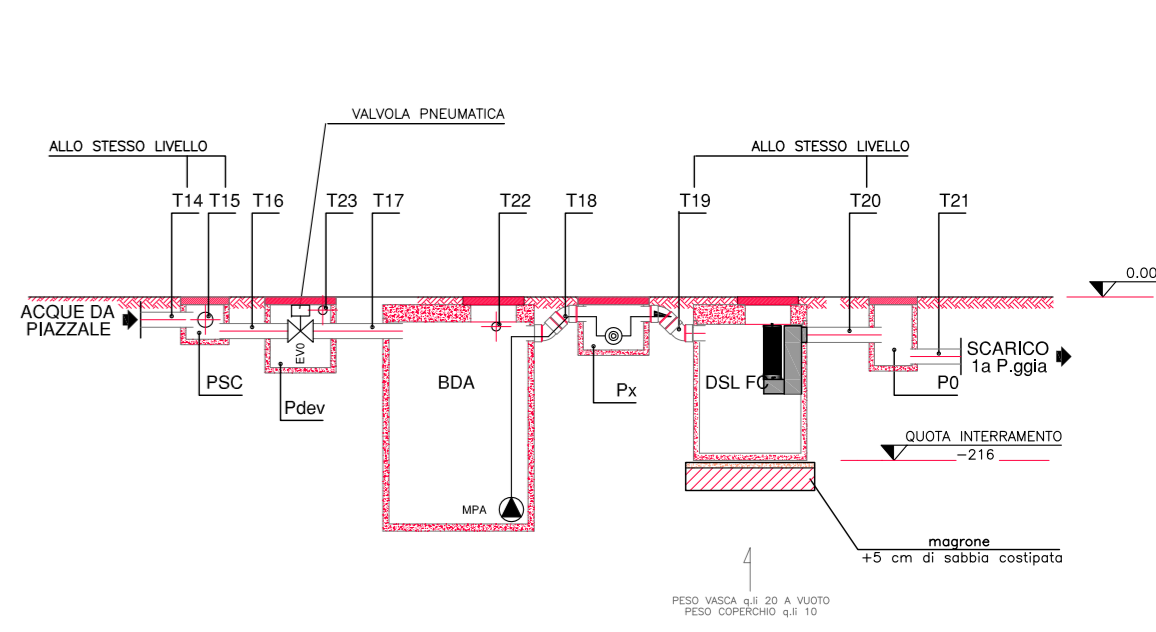 VALVOLA PNEUMATICA
ALLO STESSO LIVELLO
ALLO STESSO LIVELLO
T14
T15
T16
T23
T17
T22
T18
T19
T20
T21
0.00
ACQUE DA
PIAZZALE
EV0
PSC
Pdev
BDA
Px
DSL FC
P0
SCARICO
1a P.ggia
QUOTA INTERRAMENTO
-216
MPA
magrone
+5 cm di sabbia costipata
PESO VASCA q.li 20 A VUOTO
PESO COPERCHIO q.li 10